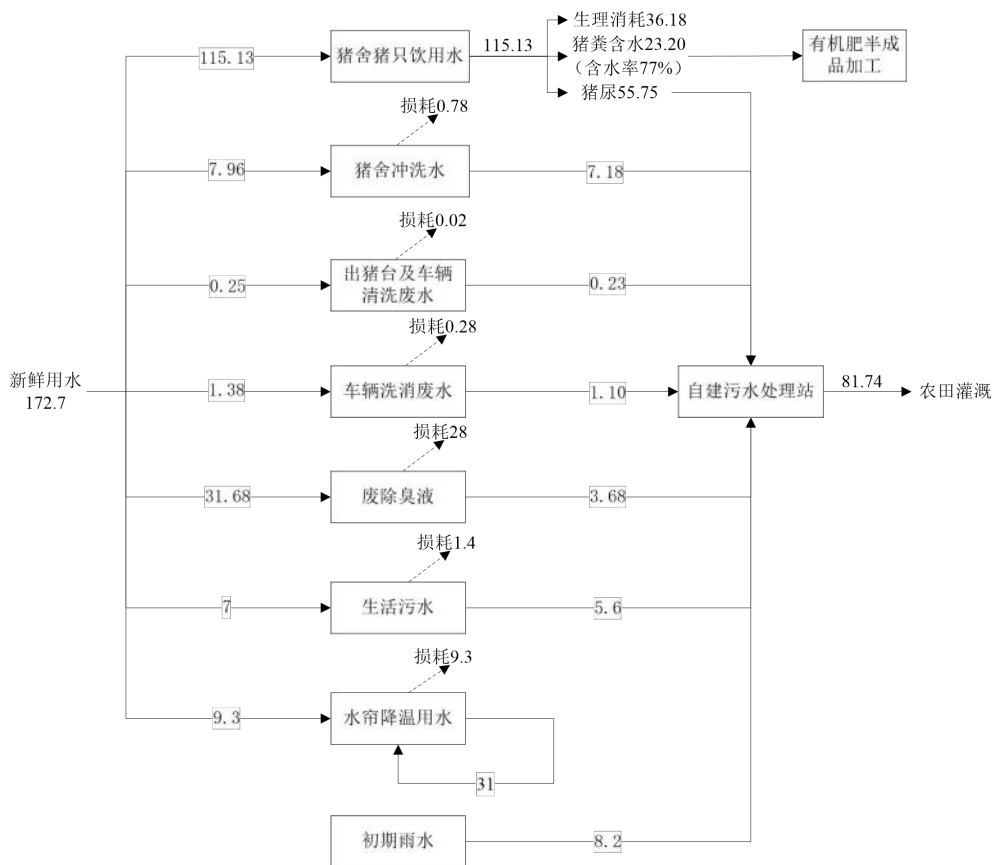 生理消耗36.18
115.13
猪舍猪只饮用水
115.13
猪粪含水23.20
（含水率77%）
猪尿55.75
有机肥半成
品加工
损耗0.78
7.96
猪舍冲洗水
7.18
损耗0.02
0.25
出猪台及车辆
清洗废水
0.23
损耗0.28
新鲜用水
172.7
1.38
车辆洗消废水
1.10
自建污水处理站
81.74
农田灌溉
损耗28
31.68
废除臭液
3.68
损耗1.4
7
生活污水
5.6
损耗9.3
9.3
水帘降温用水
31
初期雨水
8.2